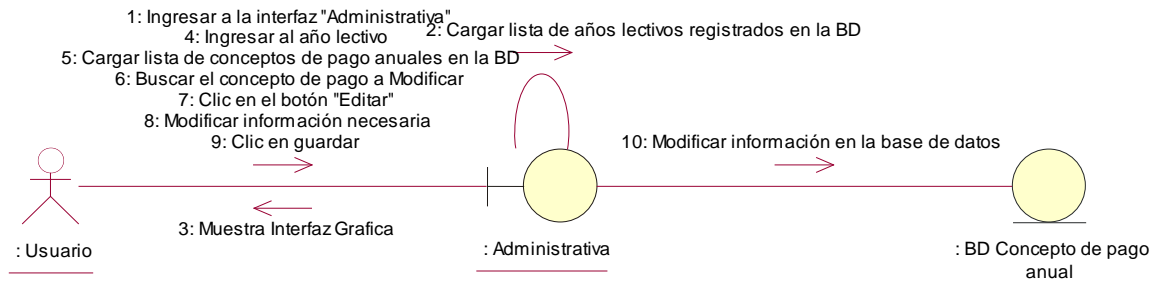 1: Ingresar a la interfaz "Administrativa"
4: Ingresar al año lectivo
5: Cargar lista de conceptos de pago anuales en la BD
6: Buscar el concepto de pago a Modificar
7: Clic en el botón "Editar"
8: Modificar información necesaria
9: Clic en guardar
2: Cargar lista de años lectivos registrados en la BD
10: Modificar información en la base de datos
3: Muestra Interfaz Grafica
: Usuario
: Administrativa
: BD Concepto de pago
anual